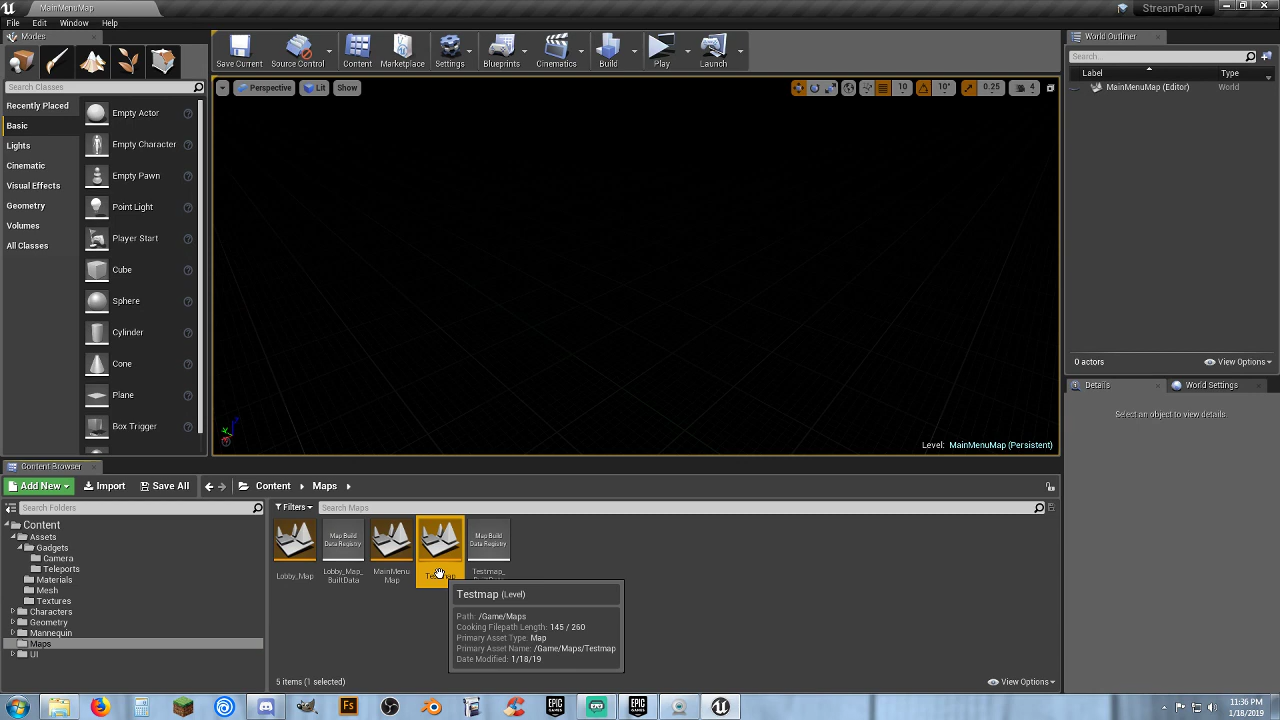 MainMenuMap
StreamParty
File Edit Window Help
Modes
Search Classes
Recently Placed
Basic
Lights
Cinematic
Visual Effects
Geometry
Volumes
All Classes
Empty Actor
Empty Character
Empty Pawn
Point Light
Player Start
Cube
Sphere
Cylinder
Cone
Plane
Box Trigger
Save Current
Source Control
Content
Marketplace
Settings
Blueprints
Cinematics
Build
Play
Launch
Perspective
Lit
Show
10
10°
0.25
4
Level: MainMenuMap (Persistent)
World Outliner
Search...
Label Type
MainMenuMap (Editor) World
0 actors
View Options
Details
World Settings
Select an object to view details.
Content Browser
Add New
Import
Save All
Content
Maps
Search Folders
Filters
Search Maps
Content
Assets
Gadgets
Camera
Teleports
Materials
Mesh
Textures
Characters
Geometry
Mannequin
Maps
UI
Map Build
Data Registry
Map Build
Data Registry
Lobby_Map
Lobby_Map_
BuiltData
MainMenu
Map
Testmap_
Testmap (Level)
Path: /Game/Maps
Cooking Filepath Length: 145 / 260
Primary Asset Type: Map
Primary Asset Name: /Game/Maps/Testmap
Date Modified: 1/18/19
5 items (1 selected)
View Options
Fs
EPIC
GAMES
EPIC
GAMES
11:36 PM
1/18/2019